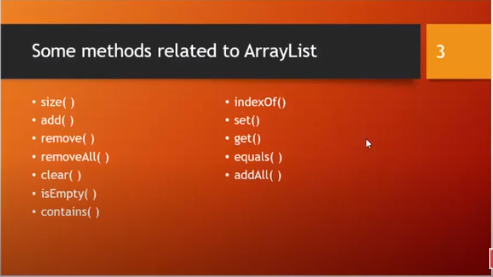 Some methods related to ArrayList
3
• size( )
• add( )
• remove( )
• removeAll( )
• clear( )
• isEmpty( )
• contains( )
• indexOf()
• set()
• get()
• equals( )
• addAll( )